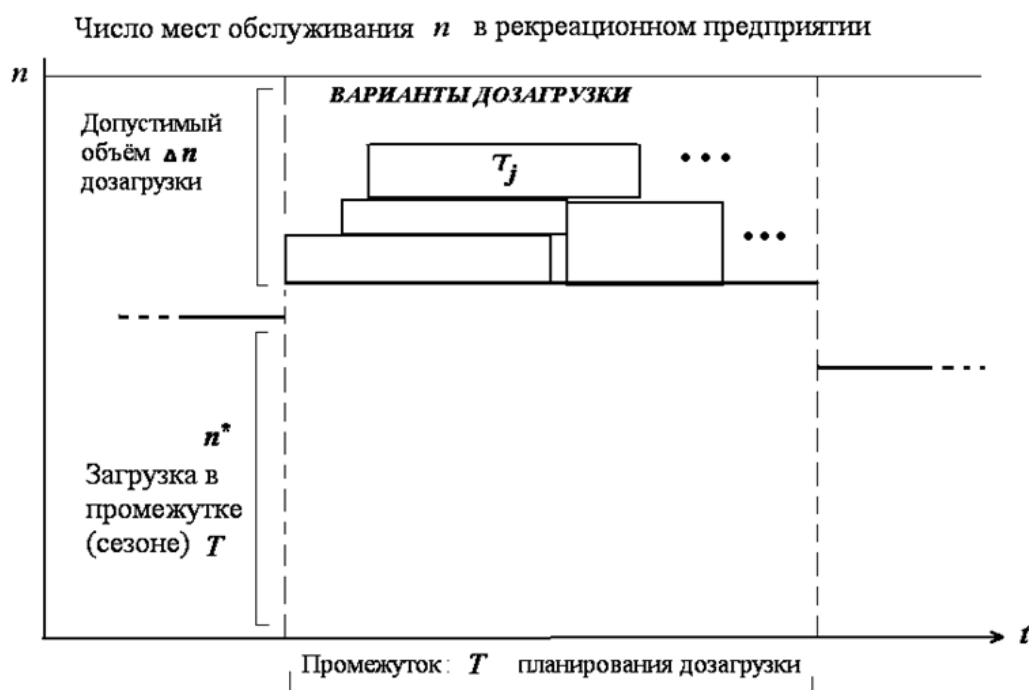 Число мест обслуживания n в рекреационном предприятии
n
ВАРИАНТЫ ДОЗАГРУЗКИ
Допустимый
объём Δn
дозагрузки
τj
n*
Загрузка в
промежутке
(сезоне) T
t
Промежуток: T планирования дозагрузки